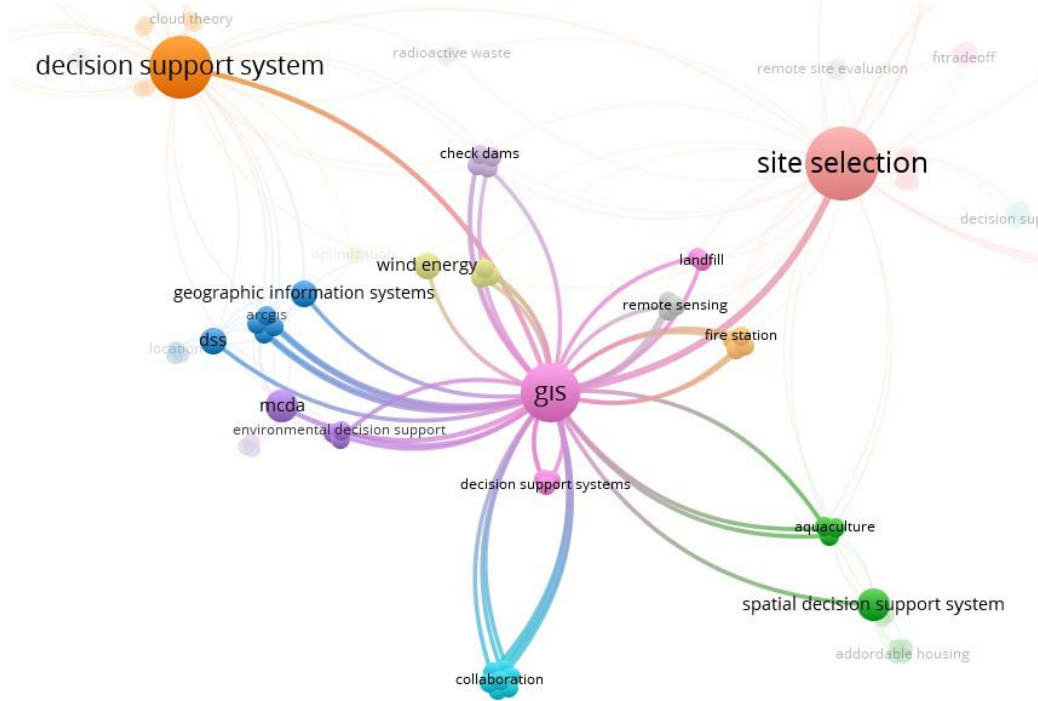 cloud theory
decision support system
radioactive waste
remote site evaluation
fitradeoff
check dams
site selection
decision sup
optimization
wind energy
landfill
geographic information systems
remote sensing
arcgis
dss
location
fire station
gis
mcda
environmental decision support
decision support systems
aquaculture
spatial decision support system
addordable housing
collaboration